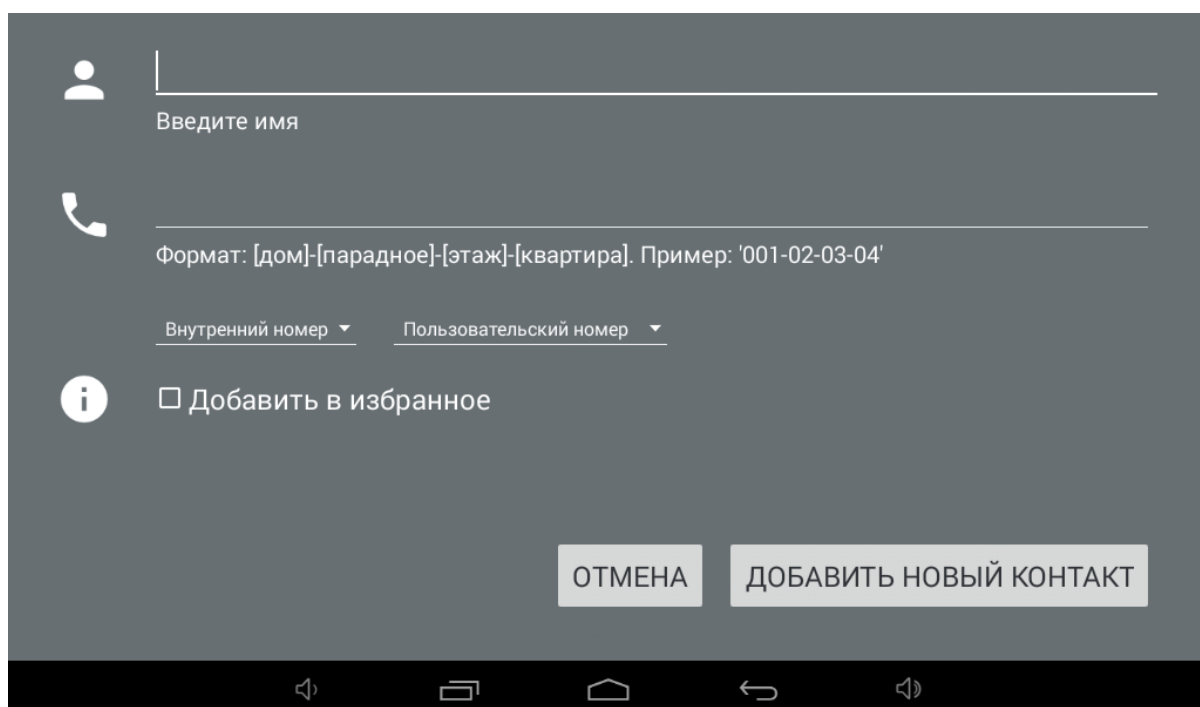 Введите имя
Формат: [дом]-[парадное]-[этаж]-[квартира]. Пример: '001-02-03-04'
Внутренний номер Пользовательский номер
Добавить в избранное
ОТМЕНА ДОБАВИТЬ НОВЫЙ КОНТАКТ